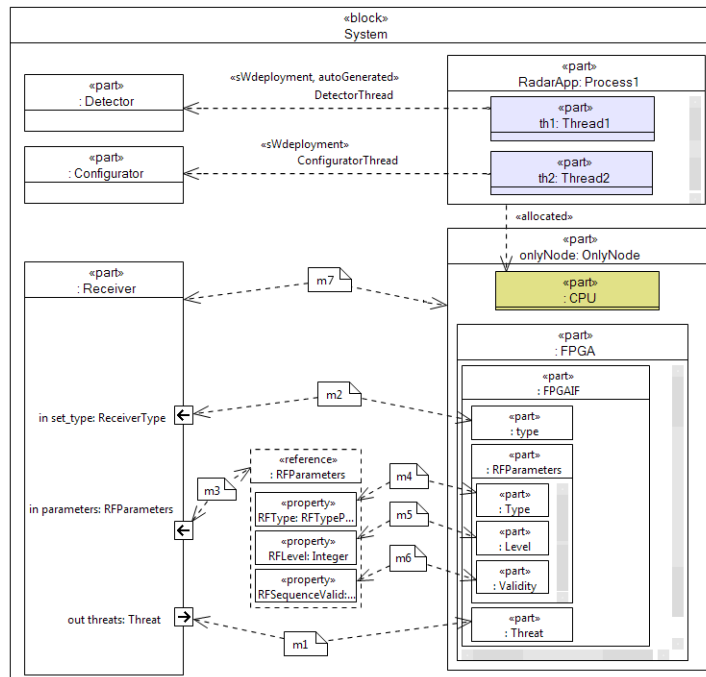 «block»
System
«part»
: Detector
«sWdeployment, autoGenerated»
DetectorThread
«part»
RadarApp: Process1
«part»
th1: Thread1
«part»
: Configurator
«sWdeployment»
ConfiguratorThread
«part»
th2: Thread2
«allocated»
«part»
onlyNode: OnlyNode
«part»
: CPU
«part»
: Receiver
m7
«part»
: FPGA
«part»
: FPGAIF
in set_type: ReceiverType
m2
«part»
: type
«reference»
: RFParameters
«part»
: RFParameters
m3
m4
in parameters: RFParameters
«property»
RFType: RFTypeP...
«part»
: Type
m5
«property»
RFLevel: Integer
«part»
: Level
m6
«property»
RFSequenceValid:...
«part»
: Validity
out threats: Threat
m1
«part»
: Threat